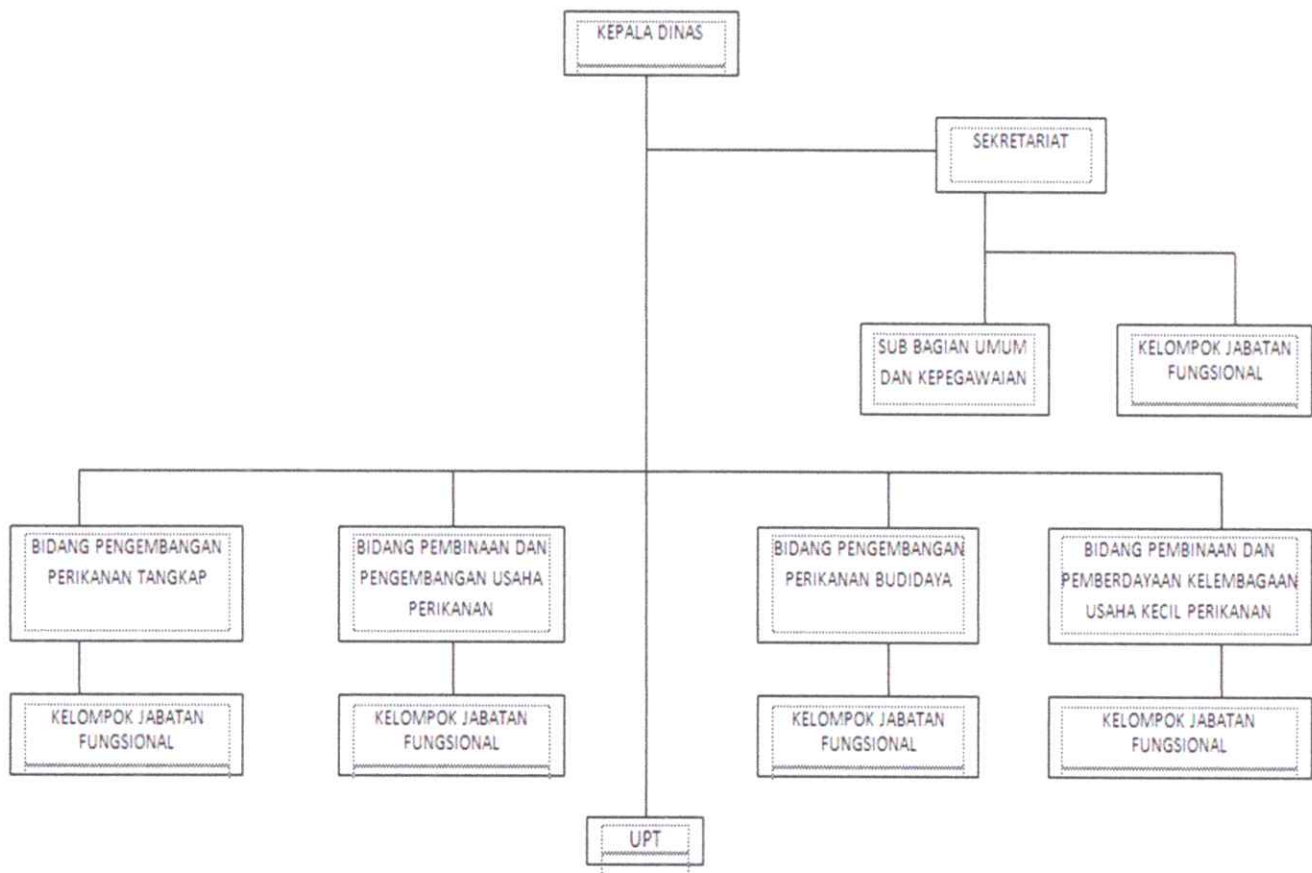 KEPALA DINAS
SEKRETARIAT
SUB BAGIAN UMUM
DAN KEPEGAWAIAN
KELOMPOK JABATAN
FUNGSIONAL
BIDANG PENGEMBANGAN
PERIKANAN TANGKAP
BIDANG PEMBINAAN DAN
PENGEMBANGAN USAHA
PERIKANAN
BIDANG PENGEMBANGAN
PERIKANAN BUDIDAYA
BIDANG PEMBINAAN DAN
PEMBERDAYAAN KELEMBAGAAN
USAHA KECIL PERIKANAN
KELOMPOK JABATAN
FUNGSIONAL
KELOMPOK JABATAN
FUNGSIONAL
KELOMPOK JABATAN
FUNGSIONAL
KELOMPOK JABATAN
FUNGSIONAL
UPT